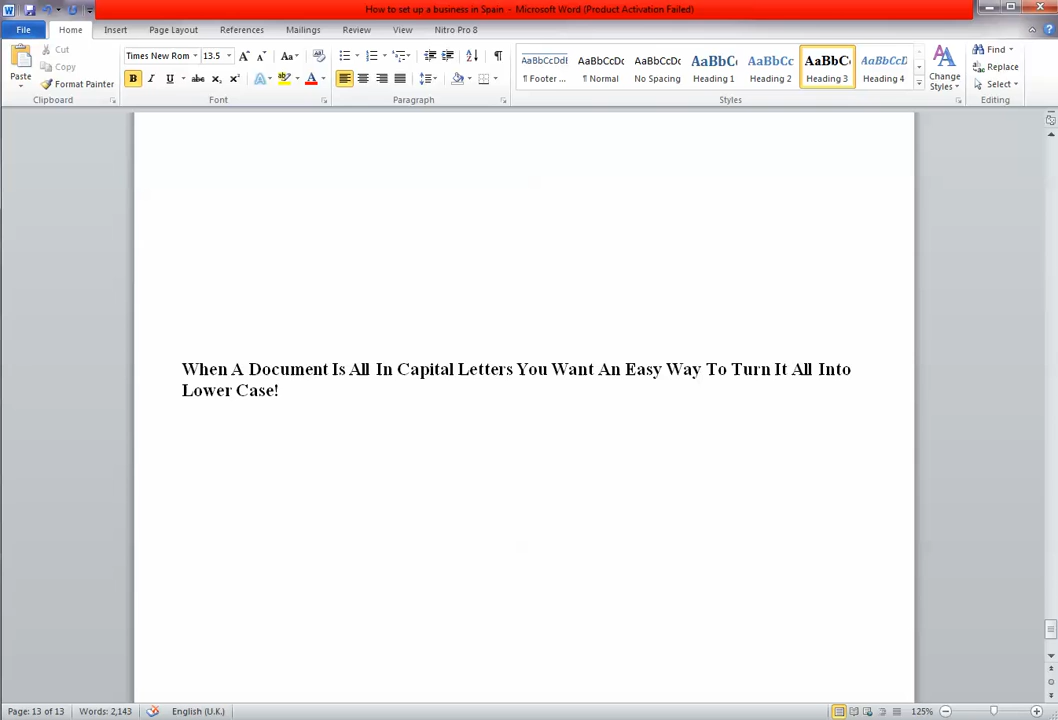 How to set up a business in Spain - Microsoft Word (Product Activation Failed)
File Home Insert Page Layout References Mailings Review View Nitro Pro 8
Paste
Cut
Copy
Format Painter
Clipboard
Times New Rom 13.5
Font
Paragraph
AaBbCcDdE AaBbCcDc AaBbCcDc AaBbC AaBbCc AaBbC AaBbCcD
¶ Footer ... ¶ Normal No Spacing Heading 1 Heading 2 Heading 3 Heading 4
Styles
Change
Styles
Find
Replace
Select
Editing
When A Document Is All In Capital Letters You Want An Easy Way To Turn It All Into
Lower Case!
Page: 13 of 13 Words: 2,143 English (U.K.) 125%